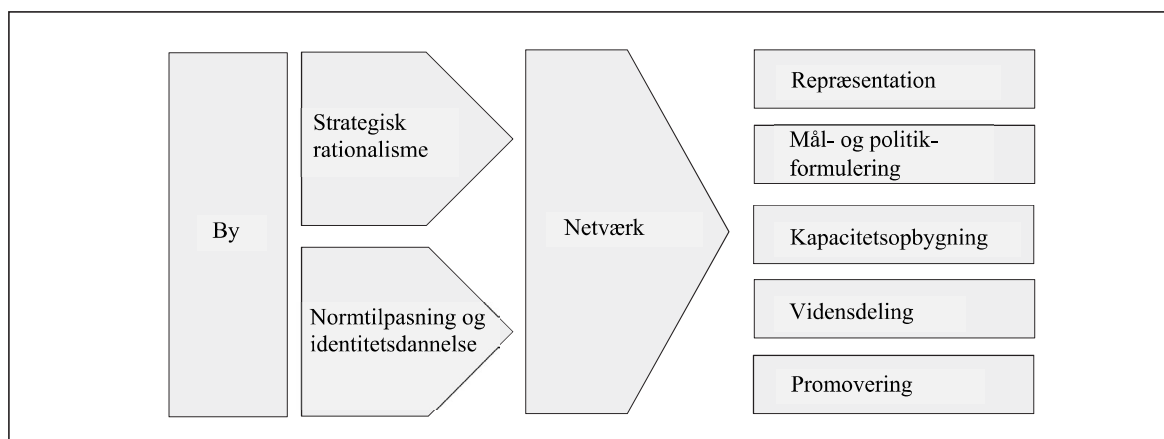 By
Strategisk
rationalisme
Normtilpasning og
identitetsdannelse
Netværk
Repræsentation
Mål- og politik-
formulering
Kapacitetsopbygning
Vidensdeling
Promovering